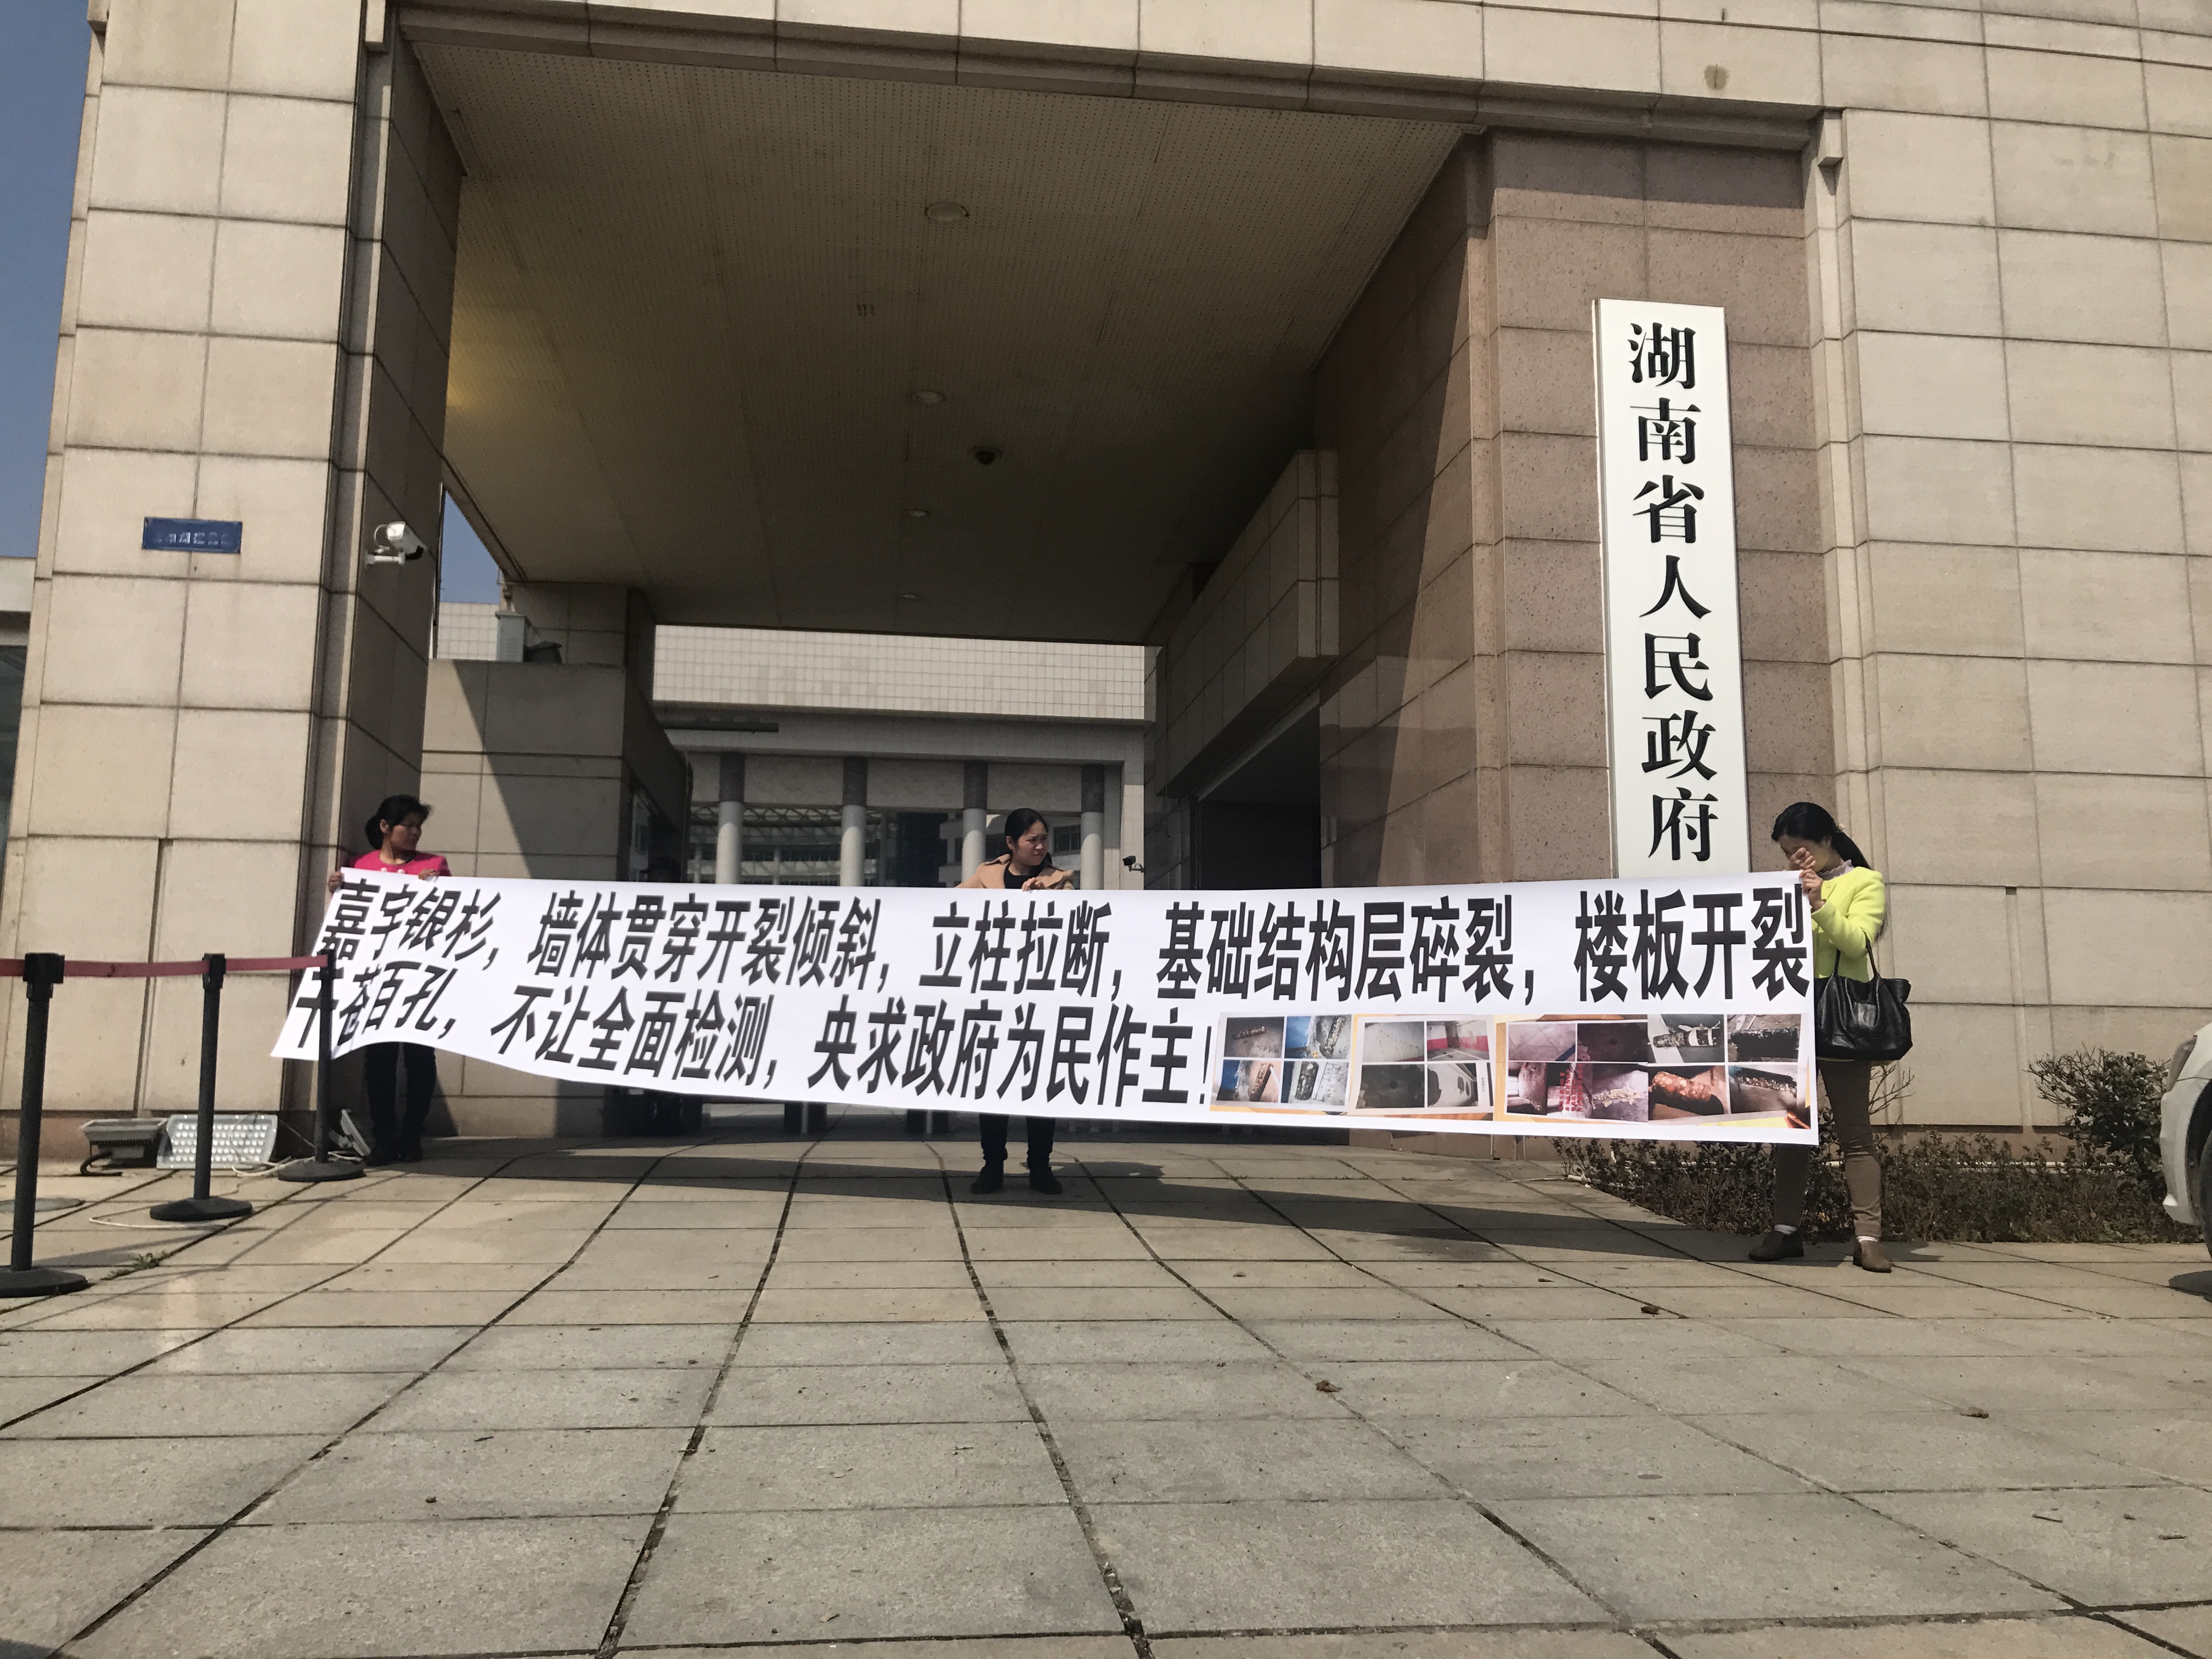 湖南省人民政府
嘉宇银杉，墙体贯穿开裂倾斜，立柱拉断，基础结构层碎裂，楼板开裂
千苍百孔，不让全面检测，央求政府为民作主！